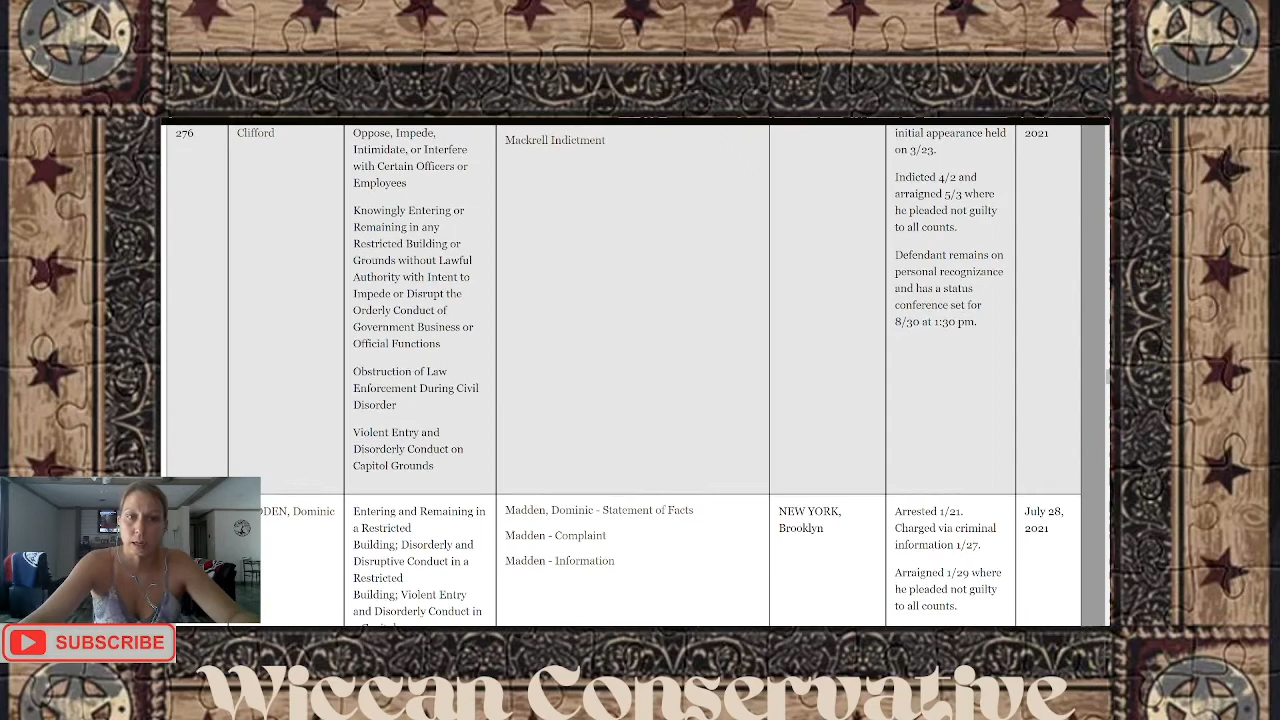 276
Clifford
Oppose, Impede,
Intimidate, or Interfere
with Certain Officers or
Employees
Knowingly Entering or
Remaining in any
Restricted Building or
Grounds without Lawful
Authority with Intent to
Impede or Disrupt the
Orderly Conduct of
Government Business or
Official Functions
Obstruction of Law
Enforcement During Civil
Disorder
Violent Entry and
Disorderly Conduct on
Capitol Grounds
Mackrell Indictment
initial appearance held
on 3/23.
Indicted 4/2 and
arraigned 5/3 where
he pleaded not guilty
to all counts.
Defendant remains on
personal recognizance
and has a status
conference set for
8/30 at 1:30 pm.
2021
DDEN, Dominic
Entering and Remaining in
a Restricted
Building; Disorderly and
Disruptive Conduct in a
Restricted
Building; Violent Entry
and Disorderly Conduct in
Madden, Dominic - Statement of Facts
Madden - Complaint
Madden - Information
NEW YORK,
Brooklyn
Arrested 1/21.
Charged via criminal
information 1/27.
Arraigned 1/29 where
he pleaded not guilty
to all counts.
July 28,
2021
SUBSCRIBE
Wiccan Conservative